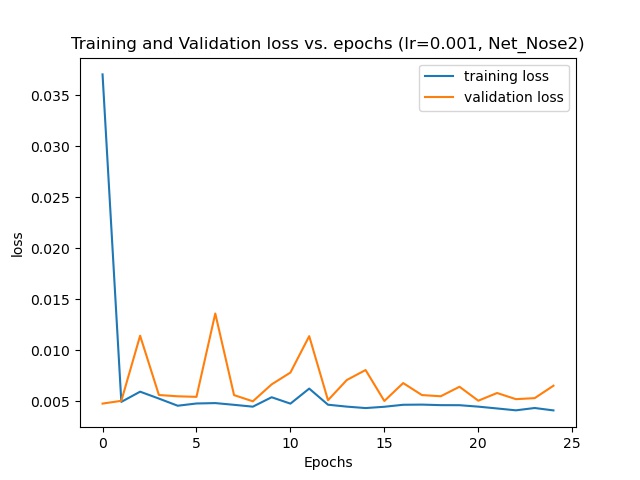 Training and Validation loss vs. epochs (lr=0.001, Net_Nose2)
training loss
validation loss
0.035
0.030
0.025
0.020
0.015
0.010
0.005
loss
0 5 10 15 20 25
Epochs